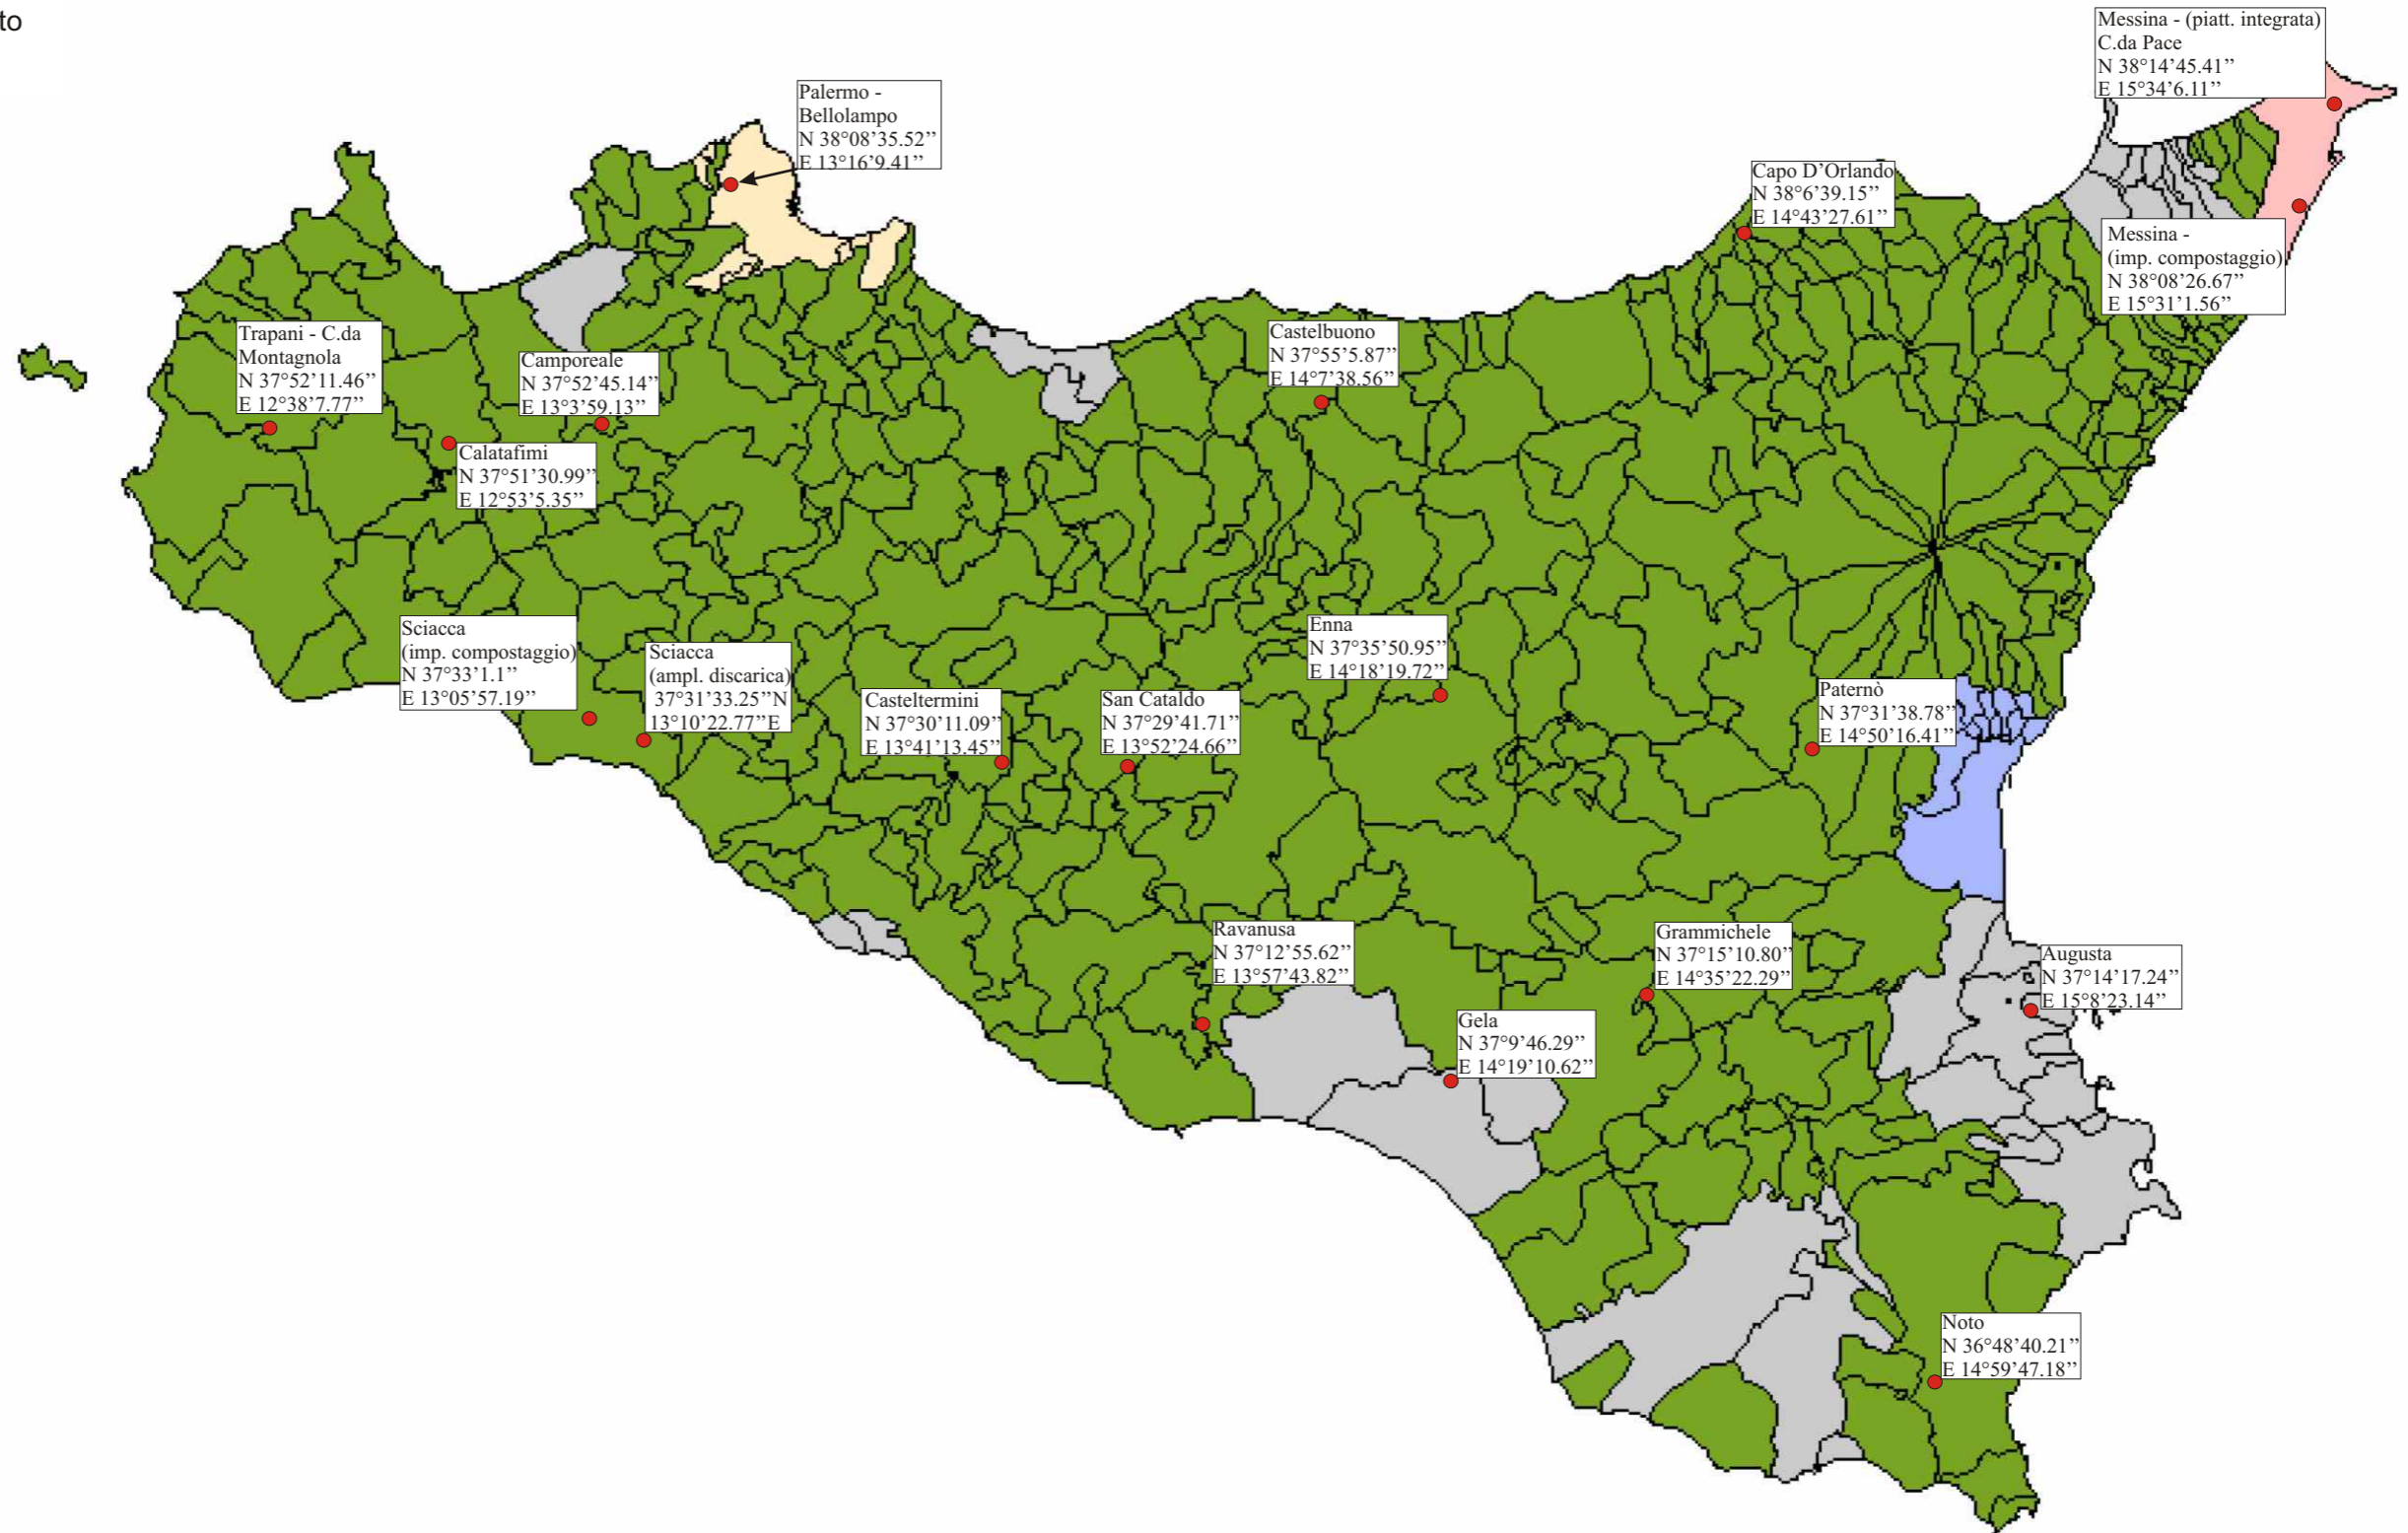 to
Messina - (piatt. integrata)
C.da Pace
N 38°14’45.41’’
E 15°34’6.11’’
Palermo -
Bellolampo
N 38°08’35.52’’
E 13°16’9.41’’
Capo D’Orlando
N 38°6’39.15’’
E 14°43’27.61’’
Messina -
(imp. compostaggio)
N 38°08’26.67’’
E 15°31’1.56’’
Trapani - C.da
Montagnola
N 37°52’11.46’’
E 12°38’7.77’’
Camporeale
N 37°52’45.14’’
E 13°3’59.13’’
Castelbuono
N 37°55’5.87’’
E 14°7’38.56’’
Calatafimi
N 37°51’30.99’’
E 12°53’5.35’’
Sciacca
(imp. compostaggio)
N 37°33’1.1’’
E 13°05’57.19’’
Sciacca
(ampl. discarica)
37°31’33.25’’N
13°10’22.77’’E
Casteltermini
N 37°30’11.09’’
E 13°41’13.45’’
San Cataldo
N 37°29’41.71’’
E 13°52’24.66’’
Enna
N 37°35’50.95’’
E 14°18’19.72’’
Paternò
N 37°31’38.78’’
E 14°50’16.41’’
Ravanusa
N 37°12’55.62’’
E 13°57’43.82’’
Grammichele
N 37°15’10.80’’
E 14°35’22.29’’
Augusta
N 37°14’17.24’’
E 15°8’23.14’’
Gela
N 37°9’46.29’’
E 14°19’10.62’’
Noto
N 36°48’40.21’’
E 14°59’47.18’’